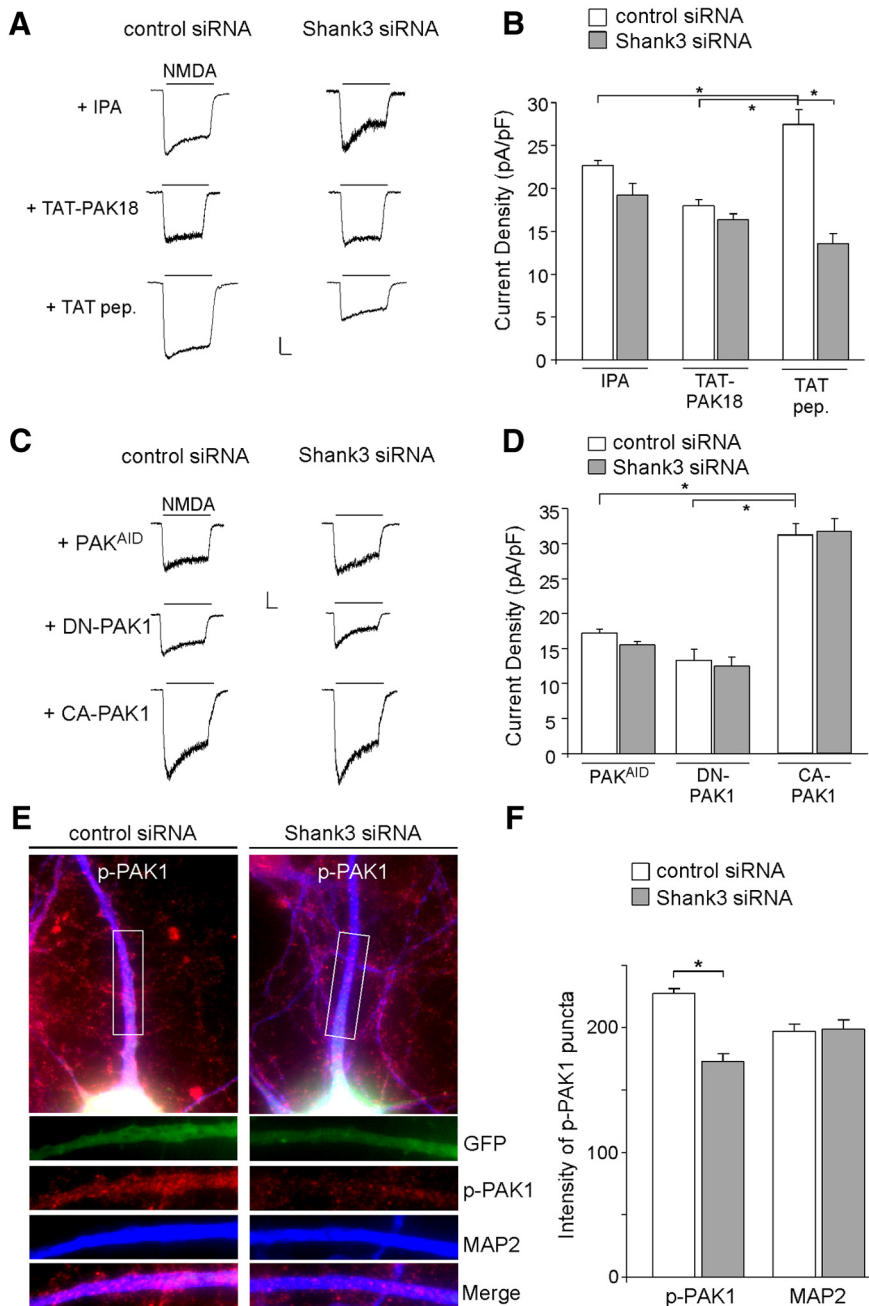 A
control siRNA Shank3 siRNA
NMDA
+ IPA
+ TAT-PAK18
+ TAT pep.
B
control siRNA
Shank3 siRNA
* * *
Current Density (pA/pF)
30
25
20
15
10
5
0
IPA TAT-PAK18 TAT pep.
C
control siRNA Shank3 siRNA
NMDA
+ PAKAID
+ DN-PAK1
+ CA-PAK1
D
control siRNA
Shank3 siRNA
*
*
Current Density (pA/pF)
35
30
25
20
15
10
5
0
PAKAID DN-PAK1 CA-PAK1
E
control siRNA Shank3 siRNA
p-PAK1 p-PAK1
GFP
p-PAK1
MAP2
Merge
F
control siRNA
Shank3 siRNA
*
Intensity of p-PAK1 puncta
200
100
0
p-PAK1 MAP2